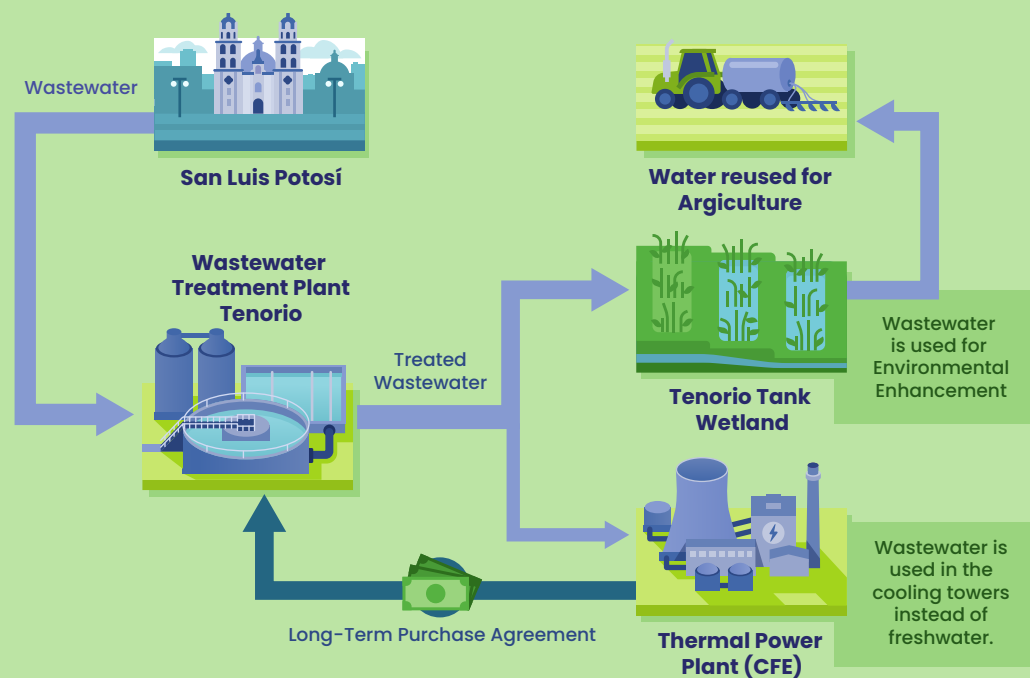 Wastewater
San Luis Potosí
Water reused for
Argiculture
Wastewater
Treatment Plant
Tenorio
Treated
Wastewater
Tenorio Tank
Wetland
Wastewater
is used for
Environmental
Enhancement
Long-Term Purchase Agreement
Thermal Power
Plant (CFE)
Wastewater is
used in the
cooling towers
instead of
freshwater.